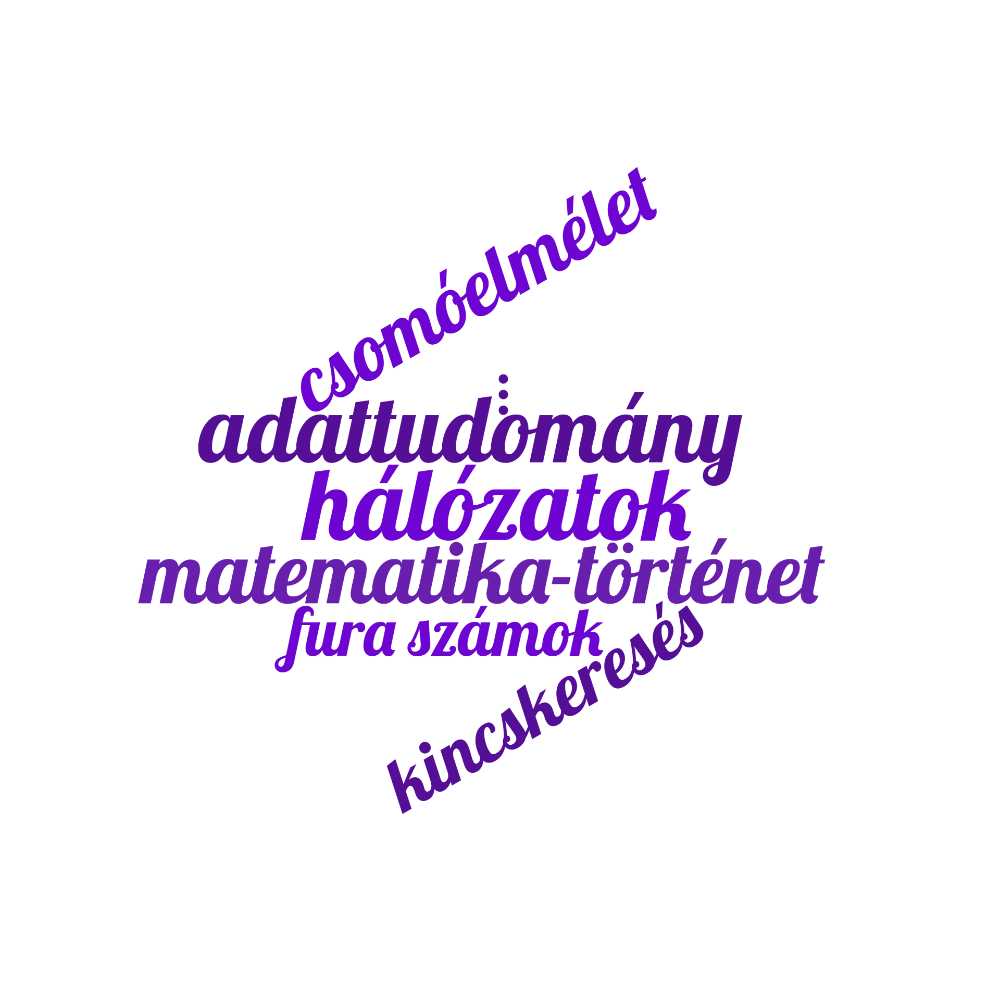 csomóelmélet
adattudomány
hálózatok
matematika-történet
fura számok
kincskeresés